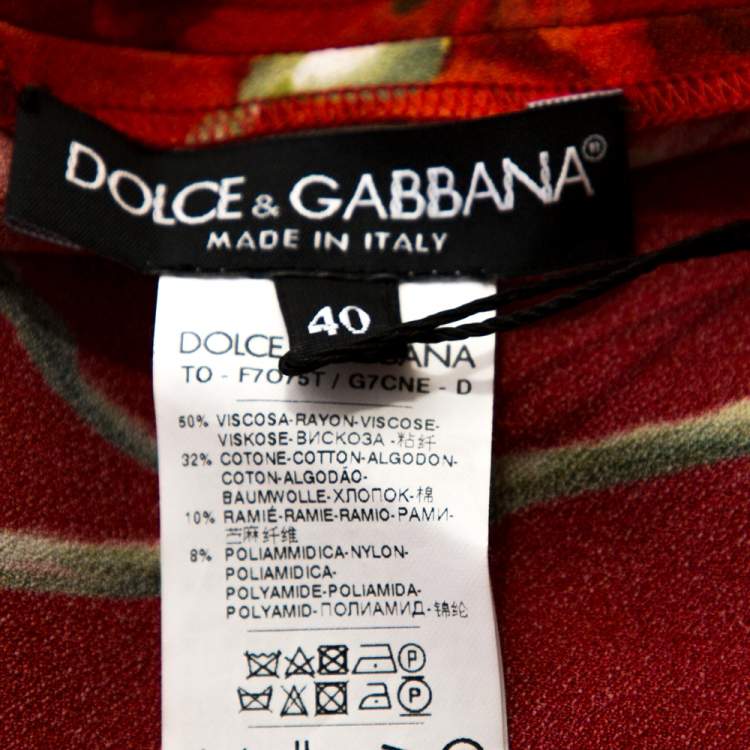 DOLCE & GABBANA®
MADE IN ITALY
40
DOLCE BANA
TO - F7O75T / G7CNE - D
50% VISCOSA-RAYON-VISCOSE-
VISKOSE-ВИСКОЗА -粘纤
32% COTONE-COTTON-ALGODON-
COTON-ALGODÃO-
BAUMWOLLE-ХЛОПОК-棉
10% RAMIÉ-RAMIE-RAMIO-РАМИ-
苎麻纤维
8% POLIAMMIDICA-NYLON-
POLIAMIDICA-
POLYAMIDE-POLIAMIDA-
POLYAMID-ПОЛИАМИД-锦纶
P
P